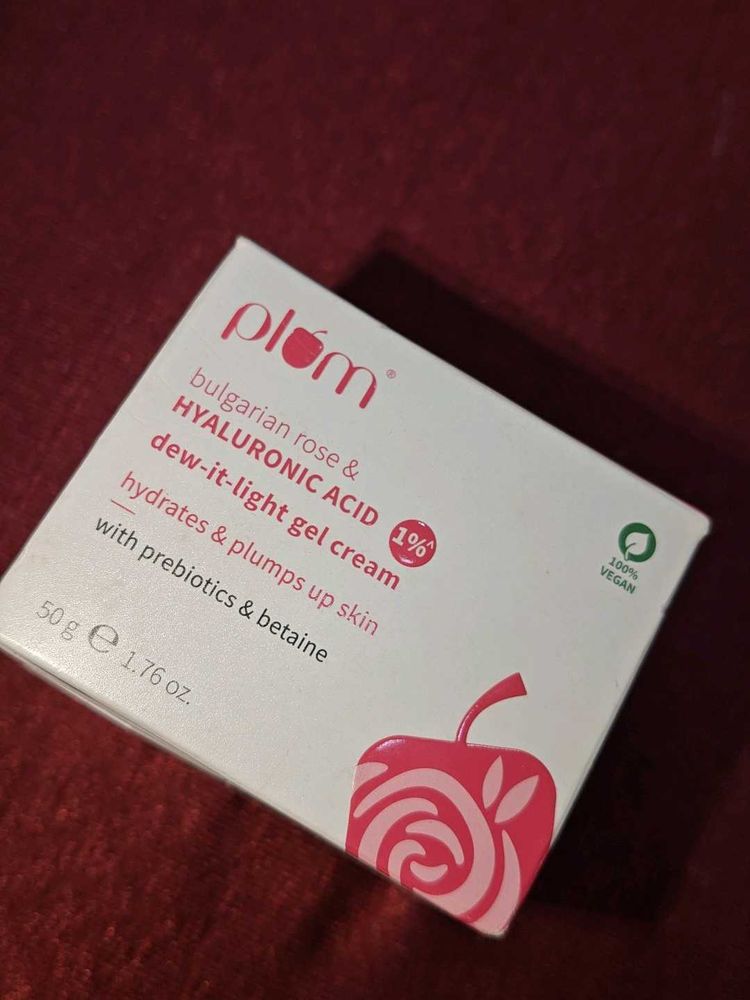 plum®
bulgarian rose &
HYALURONIC ACID 1%^
dew-it-light gel cream
hydrates & plumps up skin
with prebiotics & betaine
50 g ℮ 1.76 oz.
100%
VEGAN